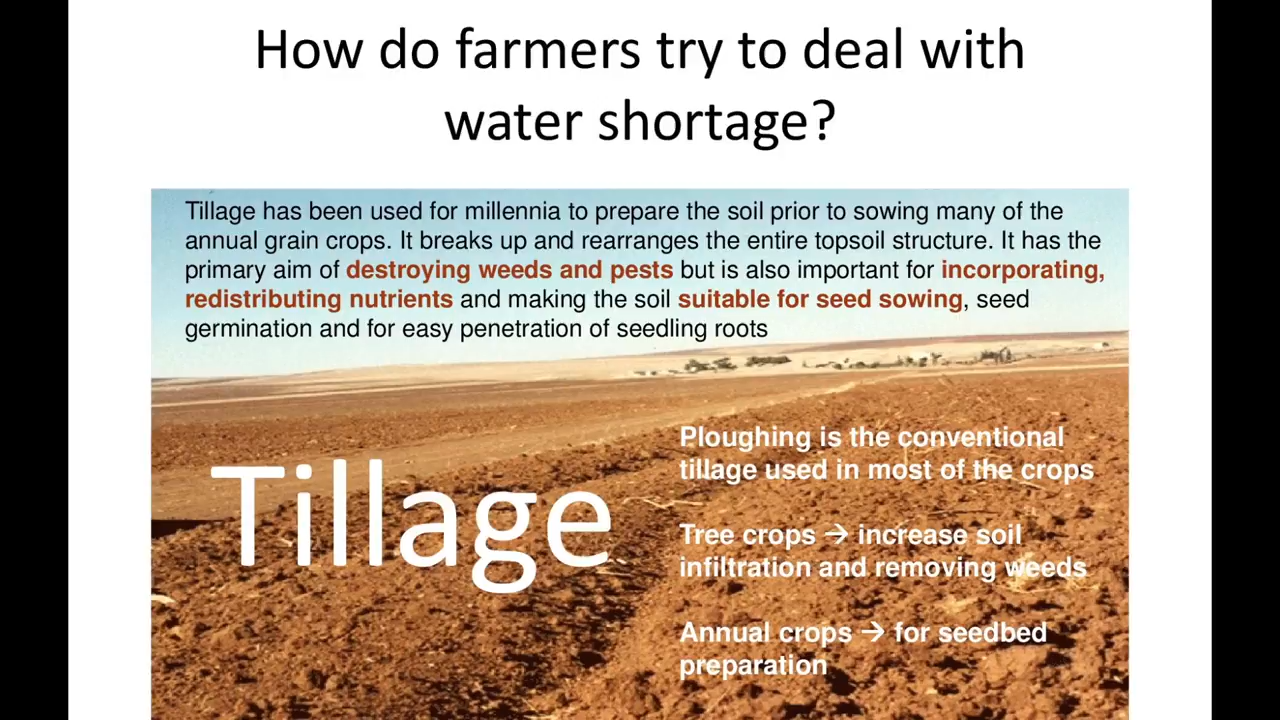 How do farmers try to deal with
water shortage?
Tillage has been used for millennia to prepare the soil prior to sowing many of the
annual grain crops. It breaks up and rearranges the entire topsoil structure. It has the
primary aim of destroying weeds and pests but is also important for incorporating,
redistributing nutrients and making the soil suitable for seed sowing, seed
germination and for easy penetration of seedling roots
Tillage
Ploughing is the conventional
tillage used in most of the crops
Tree crops → increase soil
infiltration and removing weeds
Annual crops → for seedbed
preparation